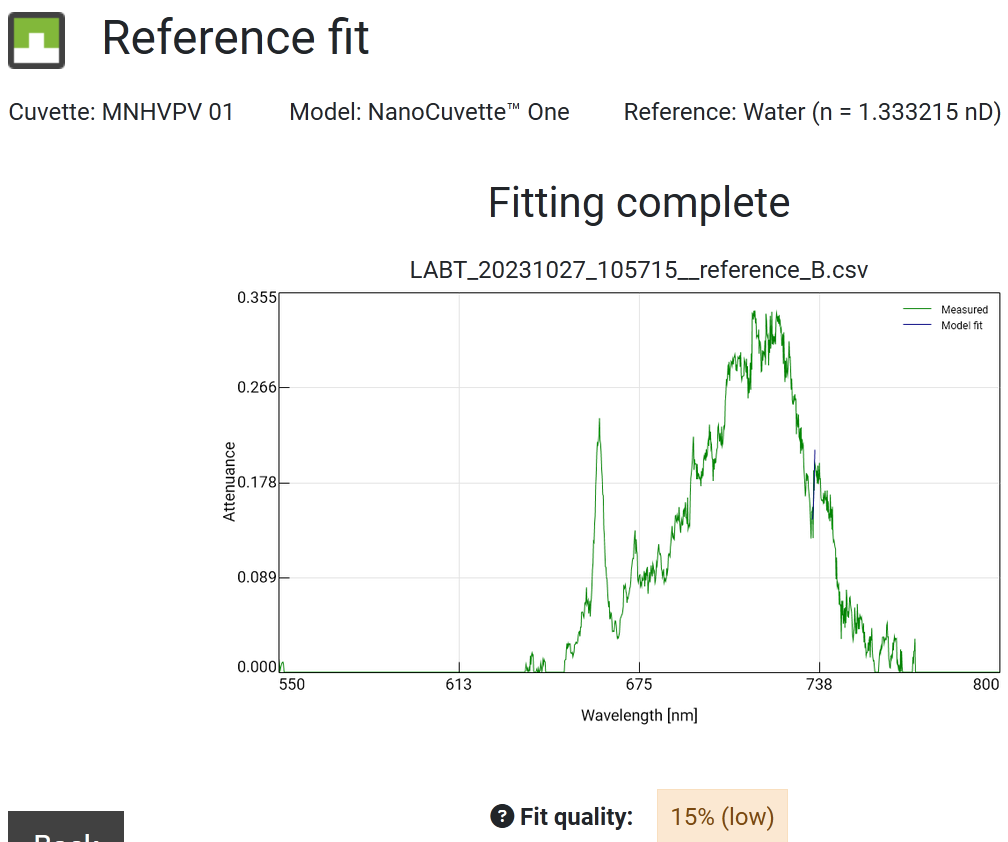 Reference fit
Cuvette: MNHVPV 01 Model: NanoCuvette™ One Reference: Water (n = 1.333215 nD)
Fitting complete
LABT_20231027_105715__reference_B.csv
0.355
Measured
Model fit
0.266
Attenuance
0.178
0.089
0.000
550 613 675 738 800
Wavelength [nm]
? Fit quality: 15% (low)
Back